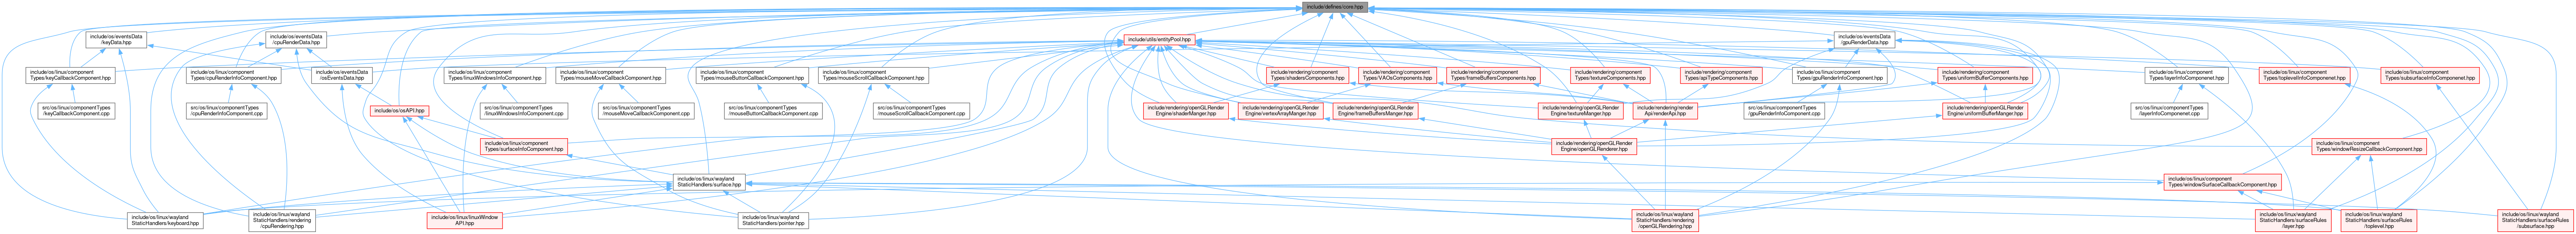 include/defines/core.hpp
include/os/eventsData
/keyData.hpp
include/os/eventsData
/cpuRenderData.hpp
include/utils/entityPool.hpp
include/os/eventsData
/gpuRenderData.hpp
include/os/linux/component
Types/keyCallbackComponent.hpp
include/os/linux/component
Types/cpuRenderInfoComponent.hpp
include/os/eventsData
/osEventsData.hpp
include/os/linux/component
Types/linuxWindowsInfoComponent.hpp
include/os/linux/component
Types/mouseMoveCallbackComponent.hpp
include/os/linux/component
Types/mouseButtonCallbackComponent.hpp
include/os/linux/component
Types/mouseScrollCallbackComponent.hpp
include/rendering/component
Types/shadersComponents.hpp
include/rendering/component
Types/VAOsComponents.hpp
include/rendering/component
Types/frameBuffersComponents.hpp
include/rendering/component
Types/textureComponents.hpp
include/rendering/component
Types/apiTypeComponents.hpp
include/os/linux/component
Types/gpuRenderInfoComponent.hpp
include/rendering/component
Types/uniformBufferComponents.hpp
include/os/linux/component
Types/layerInfoComponenet.hpp
include/os/linux/component
Types/toplevelInfoComponenet.hpp
include/os/linux/component
Types/subsurfaceInfoComponenet.hpp
src/os/linux/componentTypes
/keyCallbackComponent.cpp
src/os/linux/componentTypes
/cpuRenderInfoComponent.cpp
include/os/osAPI.hpp
src/os/linux/componentTypes
/linuxWindowsInfoComponent.cpp
src/os/linux/componentTypes
/mouseMoveCallbackComponent.cpp
src/os/linux/componentTypes
/mouseButtonCallbackComponent.cpp
src/os/linux/componentTypes
/mouseScrollCallbackComponent.cpp
include/rendering/openGLRender
Engine/shaderManger.hpp
include/rendering/openGLRender
Engine/vertexArrayManger.hpp
include/rendering/openGLRender
Engine/frameBuffersManger.hpp
include/rendering/openGLRender
Engine/textureManger.hpp
include/rendering/render
Api/renderApi.hpp
src/os/linux/componentTypes
/gpuRenderInfoComponent.cpp
include/rendering/openGLRender
Engine/uniformBufferManger.hpp
src/os/linux/componentTypes
/layerInfoComponenet.cpp
include/os/linux/component
Types/surfaceInfoComponent.hpp
include/rendering/openGLRender
Engine/openGLRenderer.hpp
include/os/linux/component
Types/windowResizeCallbackComponent.hpp
include/os/linux/wayland
StaticHandlers/surface.hpp
include/os/linux/component
Types/windowSurfaceCallbackComponent.hpp
include/os/linux/wayland
StaticHandlers/keyboard.hpp
include/os/linux/wayland
StaticHandlers/rendering
/cpuRendering.hpp
include/os/linux/linuxWindow
API.hpp
include/os/linux/wayland
StaticHandlers/pointer.hpp
include/os/linux/wayland
StaticHandlers/rendering
/openGLRendering.hpp
include/os/linux/wayland
StaticHandlers/surfaceRules
/layer.hpp
include/os/linux/wayland
StaticHandlers/surfaceRules
/toplevel.hpp
include/os/linux/wayland
StaticHandlers/surfaceRules
/subsurface.hpp